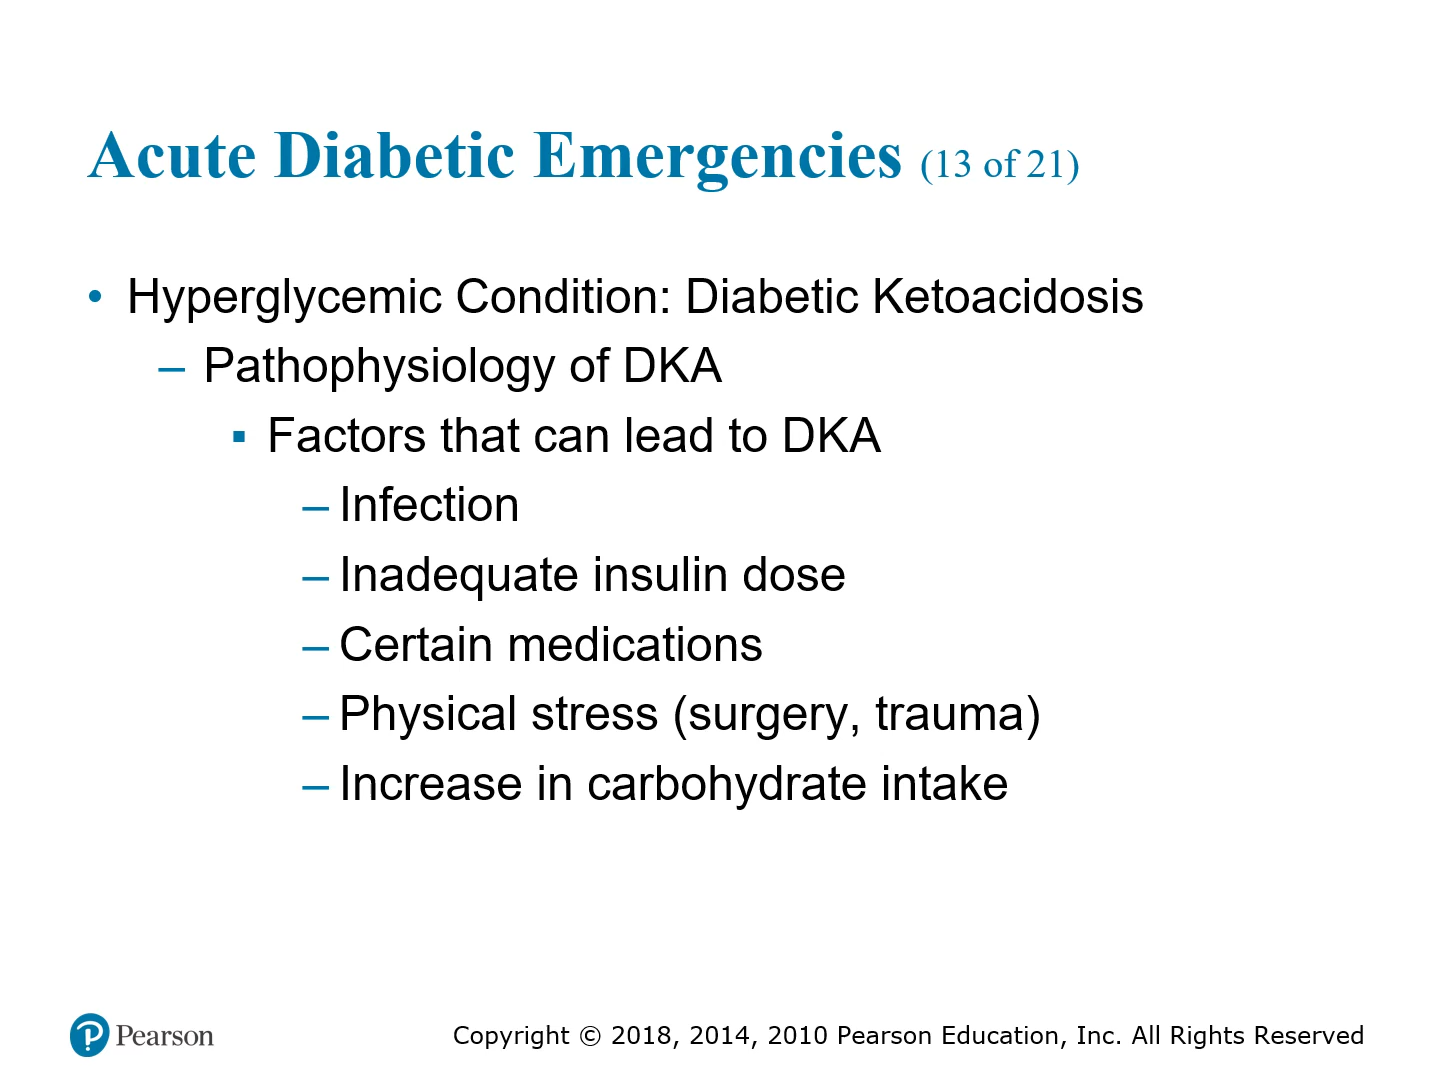 Acute Diabetic Emergencies (13 of 21)
• Hyperglycemic Condition: Diabetic Ketoacidosis
– Pathophysiology of DKA
▪ Factors that can lead to DKA
– Infection
– Inadequate insulin dose
– Certain medications
– Physical stress (surgery, trauma)
– Increase in carbohydrate intake
Pearson
Copyright © 2018, 2014, 2010 Pearson Education, Inc. All Rights Reserved